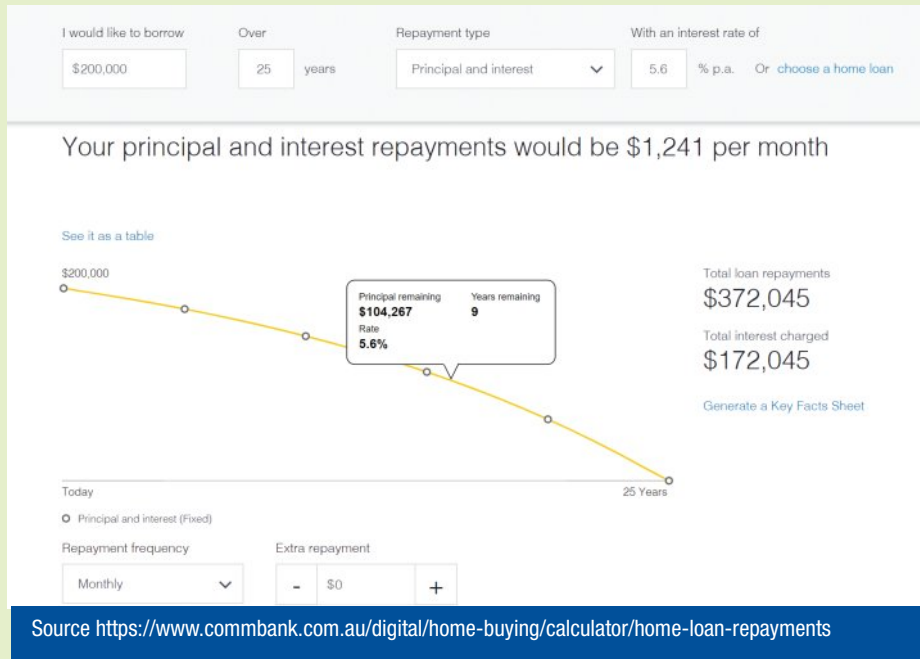 I would like to borrow Over Repayment type With an interest rate of
$200,000 25 years Principal and interest 5.6 % p.a. Or choose a home loan
Your principal and interest repayments would be $1,241 per month
See it as a table
$200,000
Principal remaining Years remaining
$104,267 9
Rate
5.6%
Total loan repayments
$372,045
Total interest charged
$172,045
Generate a Key Facts Sheet
Today 25 Years
Principal and interest (Fixed)
Repayment frequency Extra repayment
Monthly - $0 +
Source https://www.commbank.com.au/digital/home-buying/calculator/home-loan-repayments